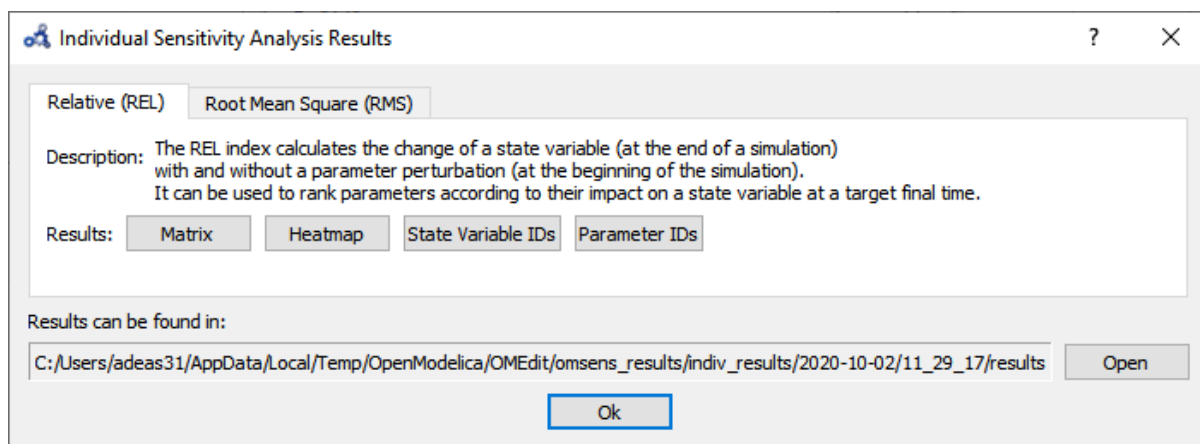 Individual Sensitivity Analysis Results
?
Relative (REL) Root Mean Square (RMS)
Description: The REL index calculates the change of a state variable (at the end of a simulation)
with and without a parameter perturbation (at the beginning of the simulation).
It can be used to rank parameters according to their impact on a state variable at a target final time.
Results: Matrix Heatmap State Variable IDs Parameter IDs
Results can be found in:
C:/Users/adeas31/AppData/Local/Temp/OpenModelica/OMEdit/omsens_results/indiv_results/2020-10-02/11_29_17/results Open
Ok